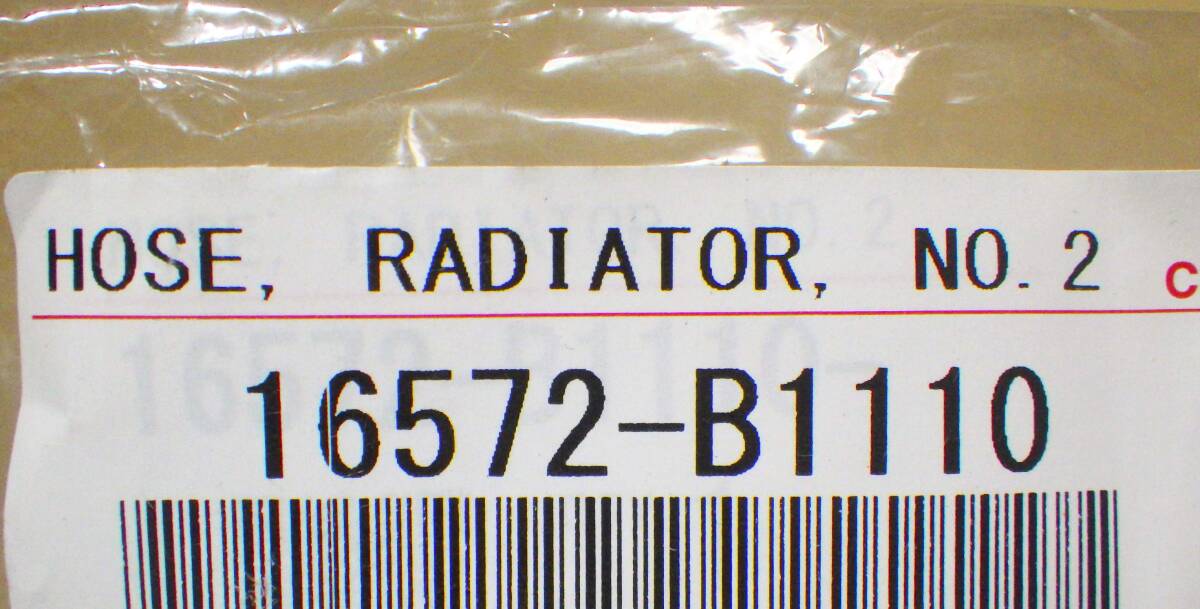 HOSE, RADIATOR, NO.2 C
16572-B1110